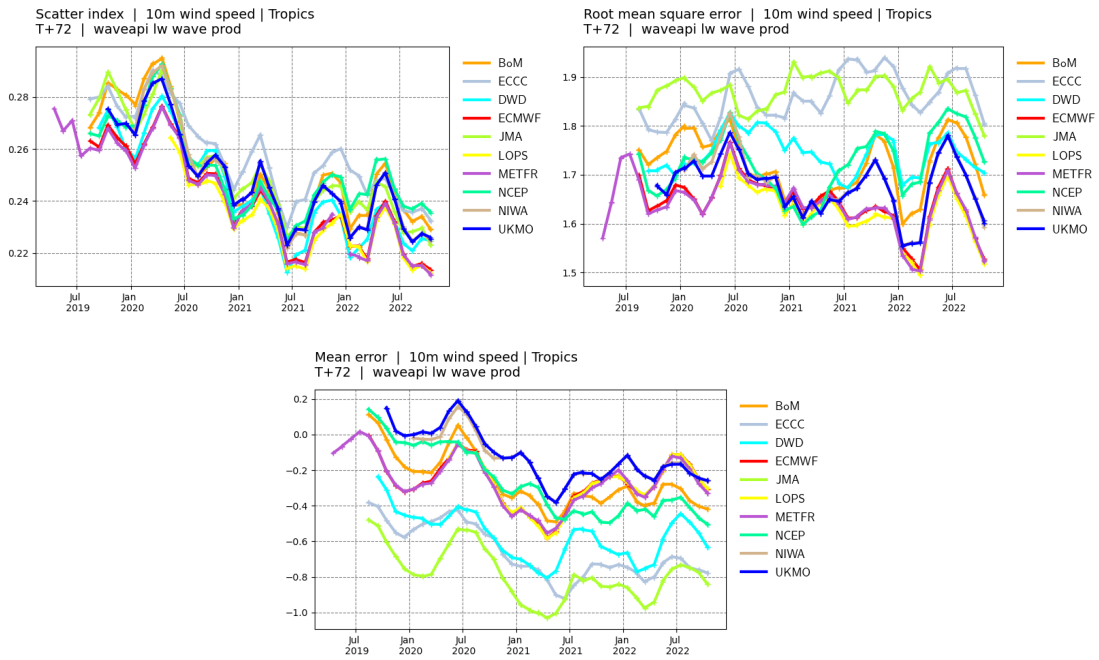 Scatter index | 10m wind speed | Tropics
T+72 | waveapi lw wave prod
0.28
0.26
0.24
0.22
Jul
2019
Jan
2020
Jul
2020
Jan
2021
Jul
2021
Jan
2022
Jul
2022
BoM
ECCC
DWD
ECMWF
JMA
LOPS
METFR
NCEP
NIWA
UKMO
Root mean square error | 10m wind speed | Tropics
T+72 | waveapi lw wave prod
1.9
1.8
1.7
1.6
1.5
Jul
2019
Jan
2020
Jul
2020
Jan
2021
Jul
2021
Jan
2022
Jul
2022
BoM
ECCC
DWD
ECMWF
JMA
LOPS
METFR
NCEP
NIWA
UKMO
Mean error | 10m wind speed | Tropics
T+72 | waveapi lw wave prod
0.2
0.0
−0.2
−0.4
−0.6
−0.8
−1.0
Jul
2019
Jan
2020
Jul
2020
Jan
2021
Jul
2021
Jan
2022
Jul
2022
BoM
ECCC
DWD
ECMWF
JMA
LOPS
METFR
NCEP
NIWA
UKMO